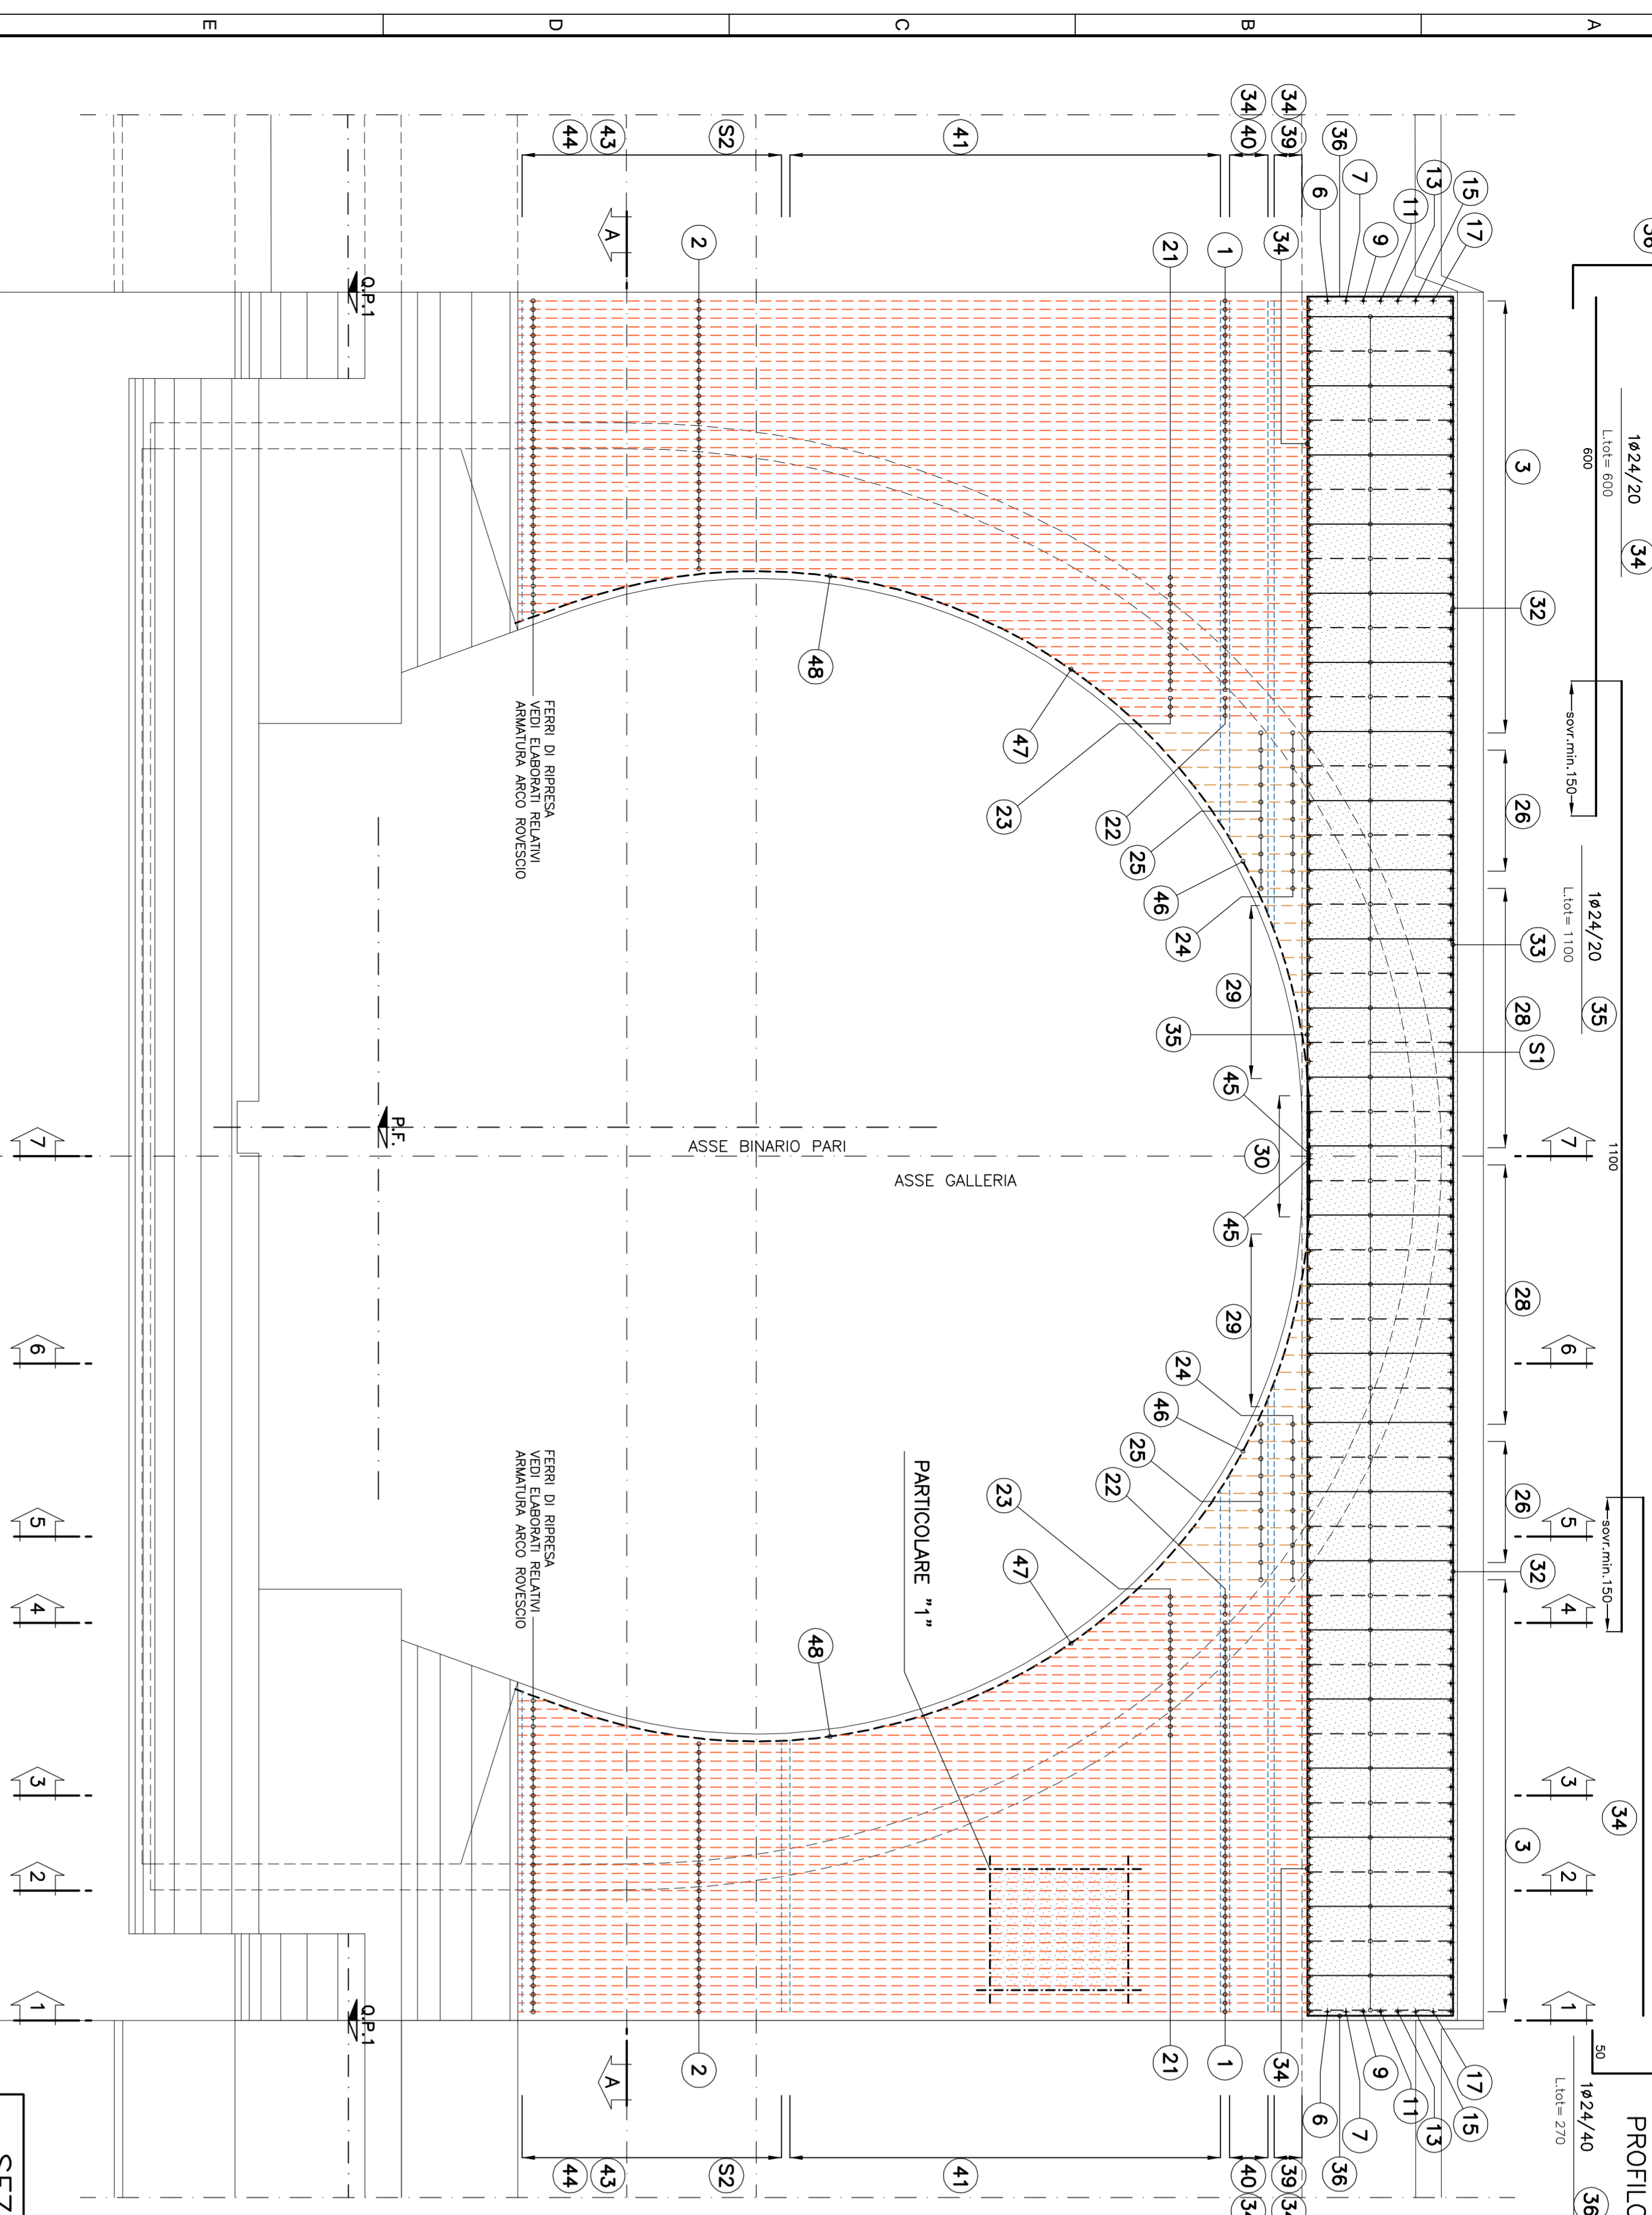 A
B
C
D
E
36
1ø24/20
34
L.tot= 600
600
sovr.min.150
1ø24/20
35
L.tot= 1100
1100
sovr.min.150
34
50
1ø24/40
36
L.tot= 270
PROFILO
3
32
26
33
28
S1
7
28
6
26
5
32
4
3
3
2
1
34
34
39
40
41
S2
43
44
36
6
7
9
11
13
15
17
34
1
21
2
A
Q.P.1
48
47
23
22
25
46
24
29
35
45
30
45
29
24
46
25
22
23
47
48
PARTICOLARE "1"
FERRI DI RIPRESA
VEDI ELABORATI RELATIVI
ARMATURA ARCO ROVESCIO
P.F.
ASSE BINARIO PARI
ASSE GALLERIA
FERRI DI RIPRESA
VEDI ELABORATI RELATIVI
ARMATURA ARCO ROVESCIO
17
15
13
11
9
7
6
36
34
1
21
2
A
Q.P.1
39
40
41
S2
43
44
7
6
5
4
3
2
1